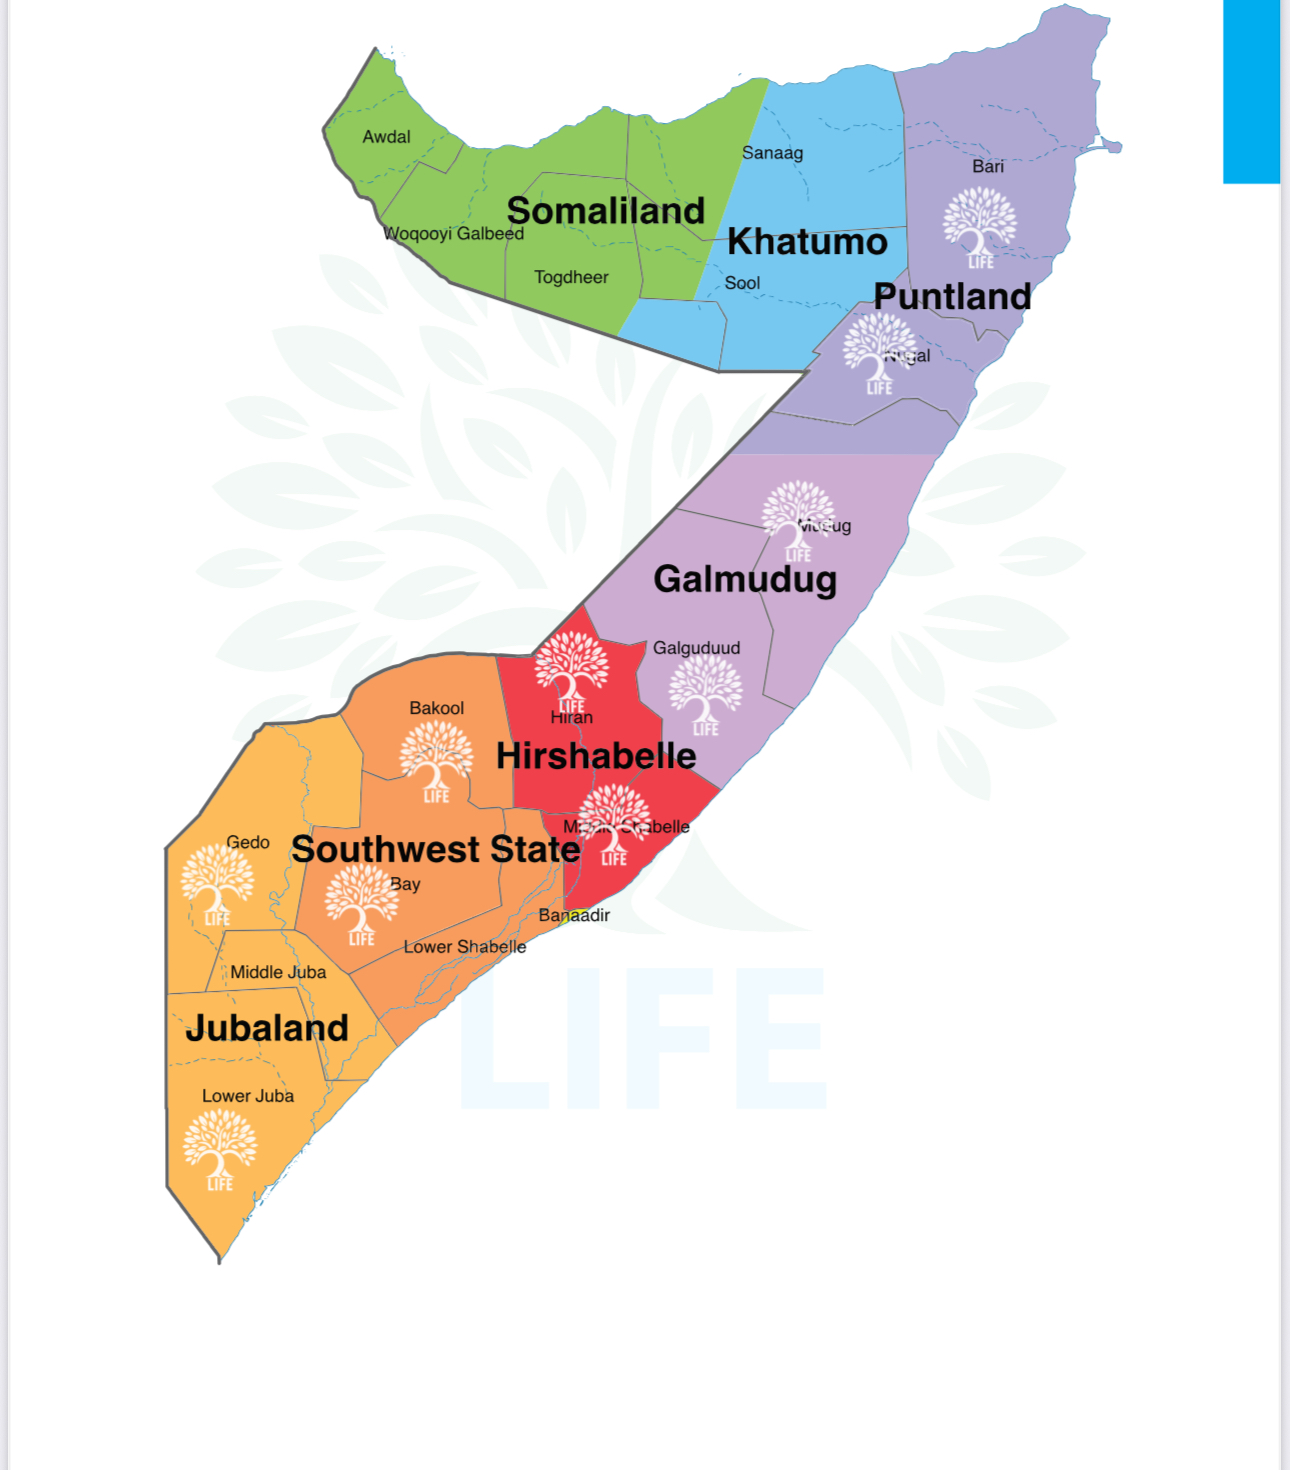 Awdal
Sanaag
Bari
Somaliland
Woqooyi Galbeed
Khatumo
LIFE
Togdheer
Sool
Puntland
Nugal
LIFE
Mudug
LIFE
Galmudug
Galguduud
LIFE
Bakool
LIFE
Hiran
Hirshabelle
LIFE
Middle Shabelle
Gedo
Southwest State
LIFE
Bay
LIFE
Banaadir
LIFE
Lower Shabelle
Middle Juba
LIFE
Jubaland
Lower Juba
LIFE